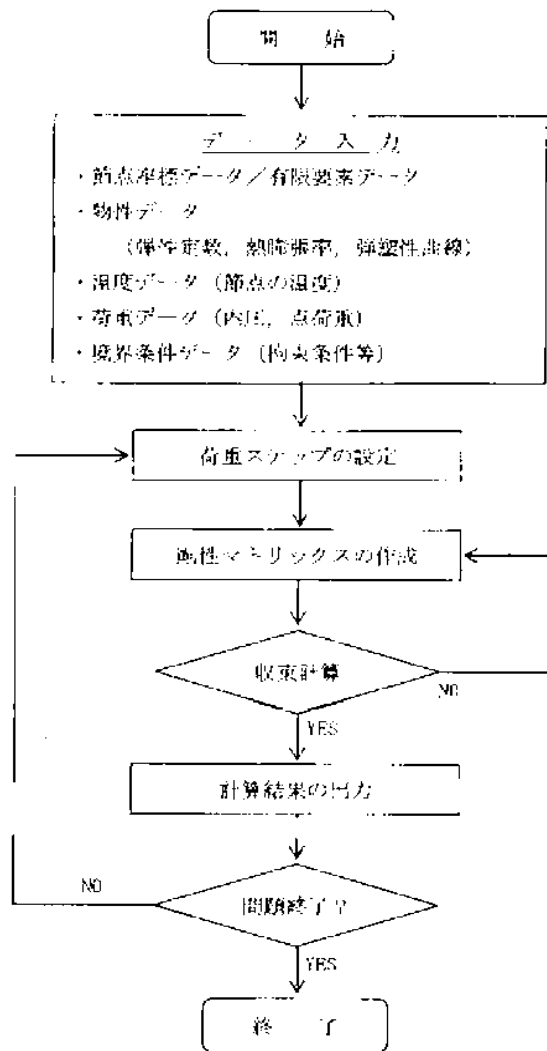 開 始
データ入力
・節点座標データ/有限要素データ
・物性データ
(弾性定数, 熱膨張率, 弾塑性曲線)
・温度データ (節点の温度)
・荷重データ (内圧, 点荷重)
・境界条件データ (拘束条件等)
荷重ステップの設定
剛性マトリックスの作成
収束計算
NO
YES
計算結果の出力
NO
問題終了?
YES
終 了